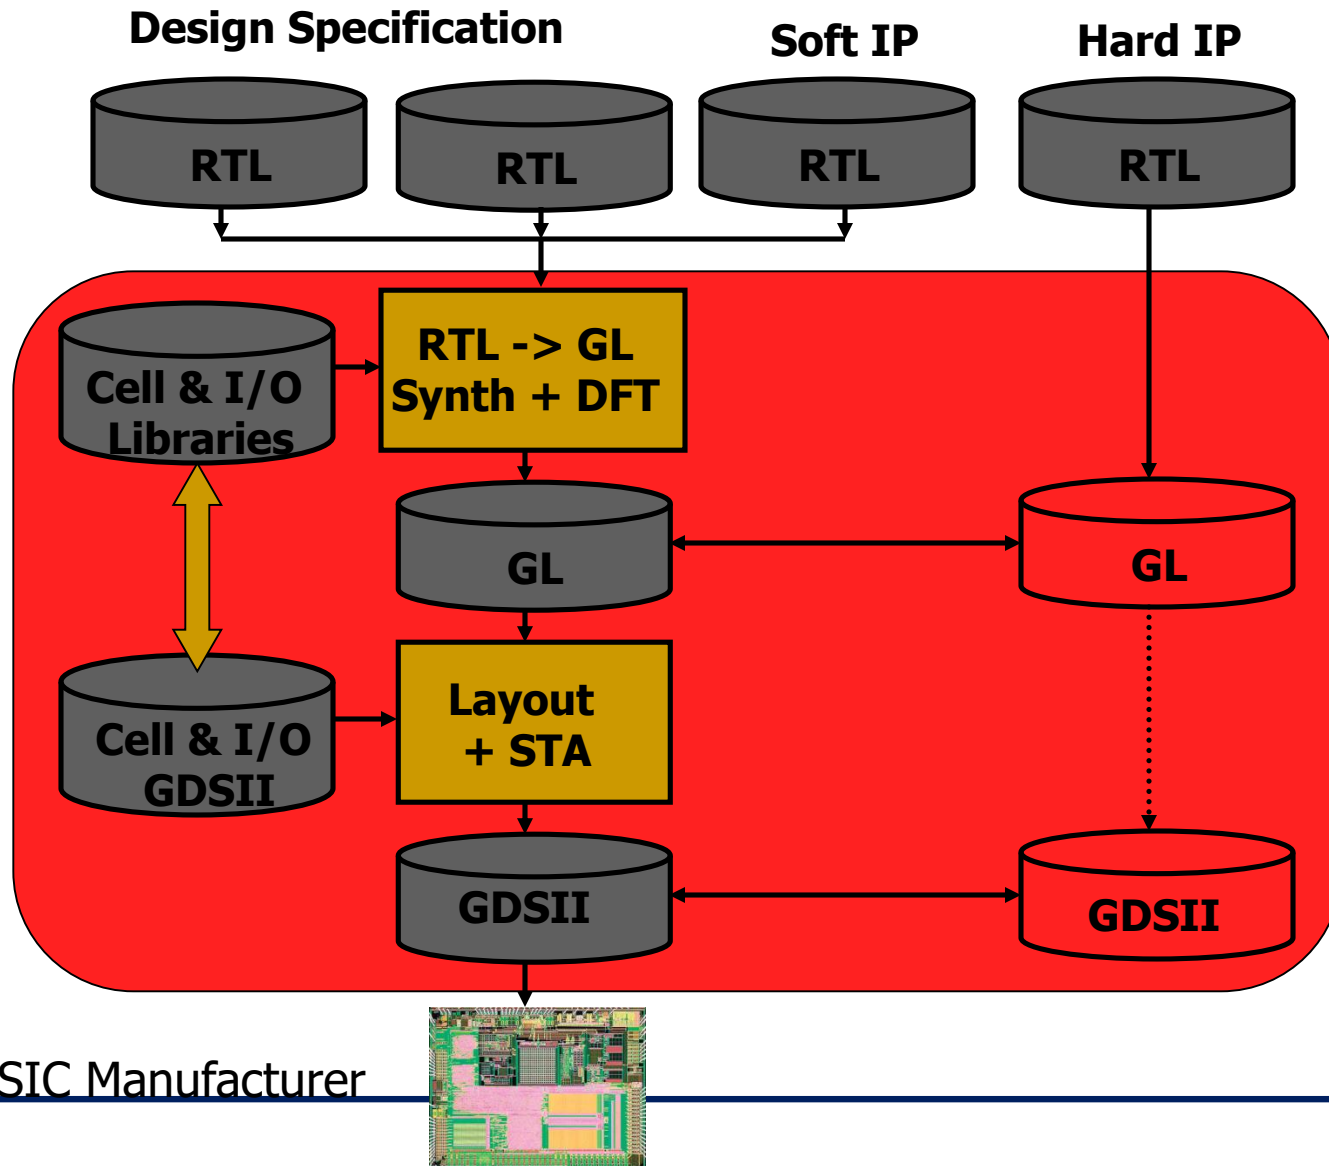 Design Specification
Soft IP
Hard IP
RTL
RTL
RTL
RTL
RTL -> GL
Synth + DFT
Cell & I/O
Libraries
GL
GL
Layout
+ STA
Cell & I/O
GDSII
GDSII
GDSII
SIC Manufacturer